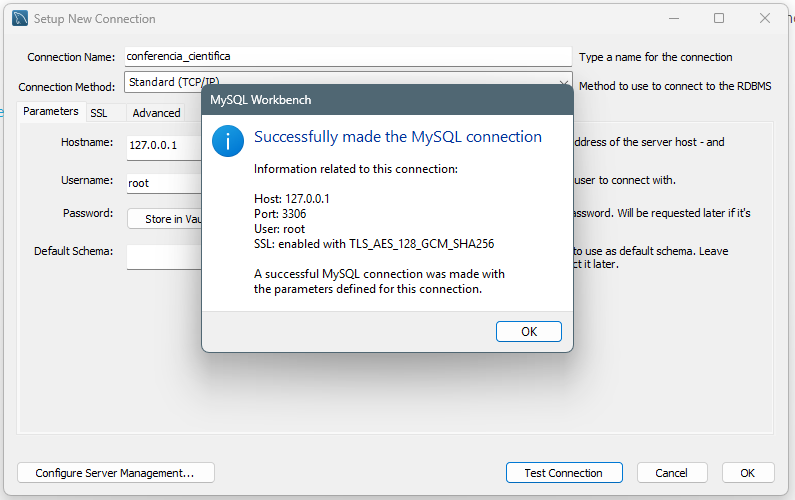 Setup New Connection
Connection Name: conferencia_cientifica Type a name for the connection
Connection Method: Standard (TCP/IP) Method to use to connect to the RDBMS
Parameters SSL Advanced
MySQL Workbench
Successfully made the MySQL connection
Information related to this connection:
Host: 127.0.0.1
Port: 3306
User: root
SSL: enabled with TLS_AES_128_GCM_SHA256
A successful MySQL connection was made with
the parameters defined for this connection.
OK
Hostname: 127.0.0.1 of the server host - and
Username: root user to connect with.
Password: Store in Will be requested later if it's
Default Schema: to use as default schema. Leave
it later.
Configure Server Management... Test Connection Cancel OK